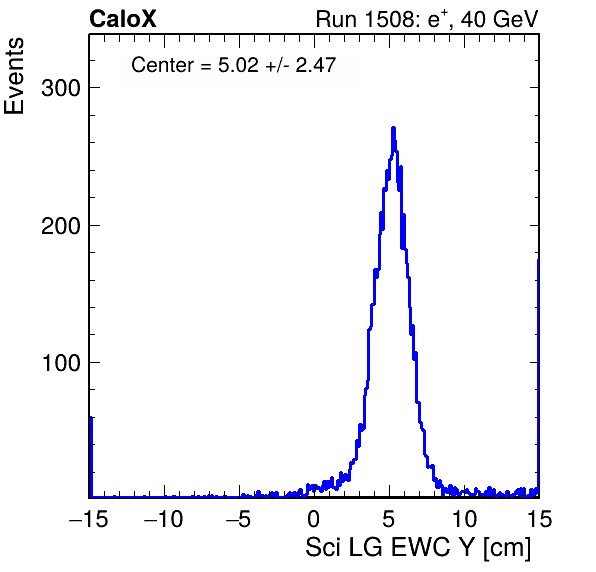 CaloX Run 1508: e⁺, 40 GeV
Center = 5.02 +/- 2.47
Events
300
200
100
−15 −10 −5 0 5 10 15
Sci LG EWC Y [cm]